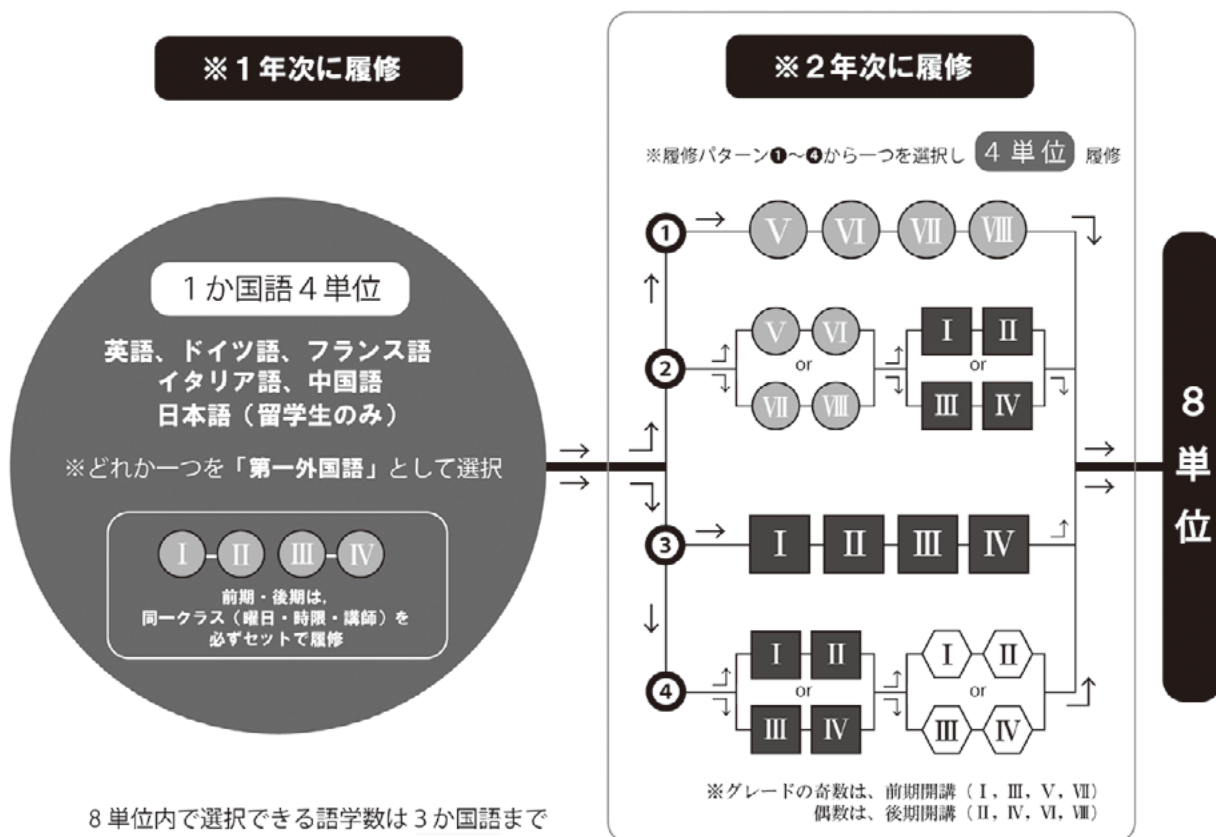 ※１年次に履修
１か国語４単位
英語、ドイツ語、フランス語
イタリア語、中国語
日本語（留学生のみ）
※どれか一つを「第一外国語」として選択
Ⅰ Ⅱ Ⅲ Ⅳ
前期・後期は、
同一クラス（曜日・時限・講師）を
必ずセットで履修
8単位内で選択できる語学数は3か国語まで
※２年次に履修
※履修パターン❶～❹から一つを選択し 4単位 履修
① Ⅴ Ⅵ Ⅶ Ⅷ
② Ⅴ Ⅵ Ⅰ Ⅱ
or or
Ⅶ Ⅷ Ⅲ Ⅳ
③ Ⅰ Ⅱ Ⅲ Ⅳ
④ Ⅰ Ⅱ Ⅰ Ⅱ
or or
Ⅲ Ⅳ Ⅲ Ⅳ
※グレードの奇数は、前期開講（Ⅰ，Ⅲ，Ⅴ，Ⅶ）
偶数は、後期開講（Ⅱ，Ⅳ，Ⅵ，Ⅷ）
8単位